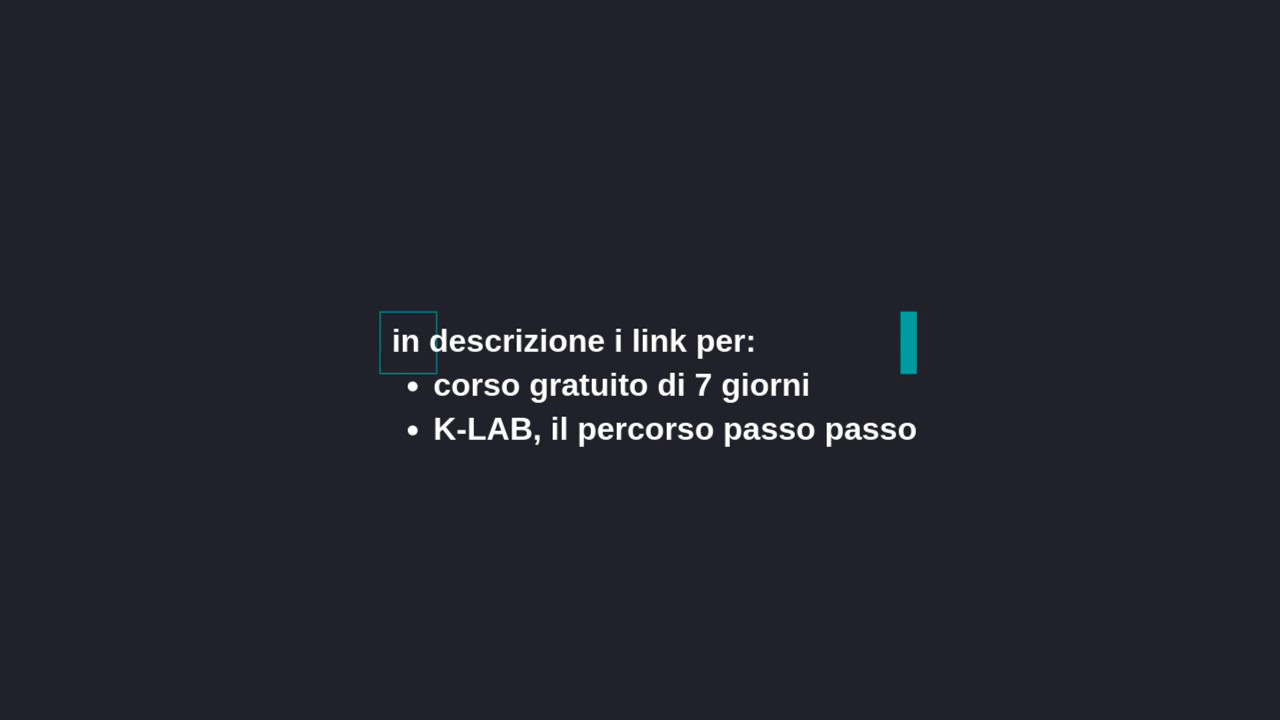 in descrizione i link per:
• corso gratuito di 7 giorni
• K-LAB, il percorso passo passo